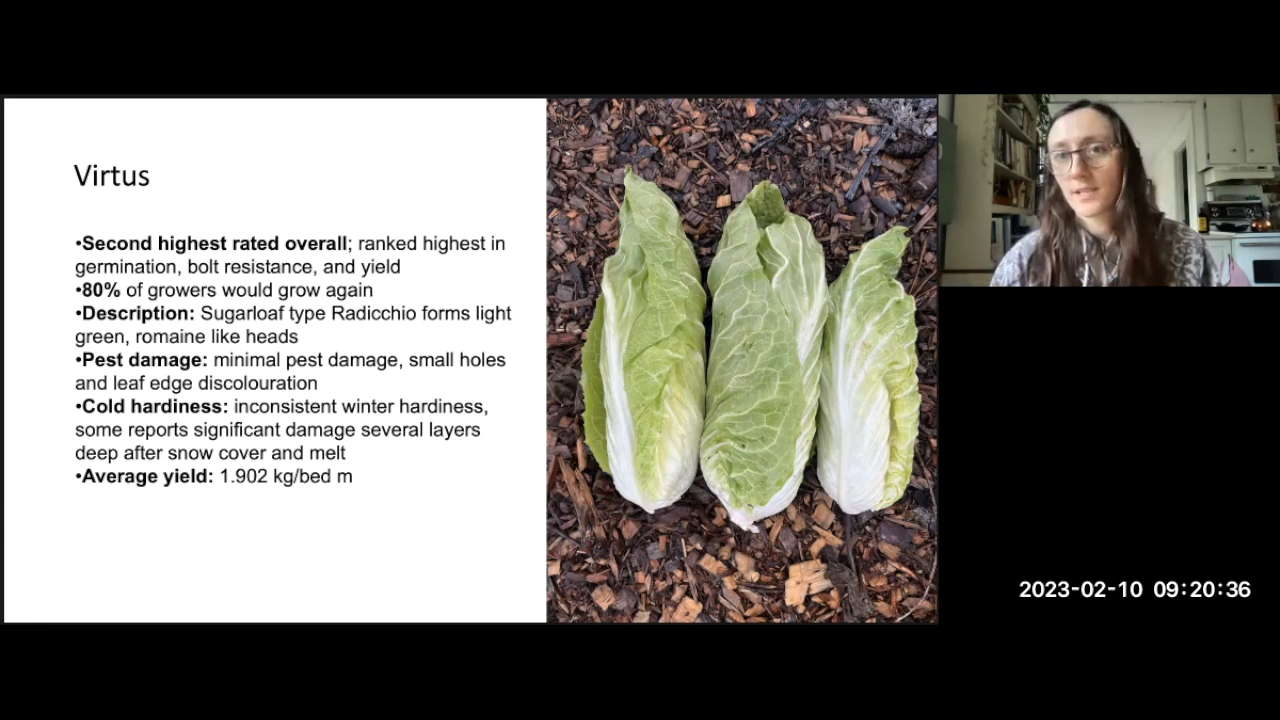 Virtus
•Second highest rated overall; ranked highest in
germination, bolt resistance, and yield
•80% of growers would grow again
•Description: Sugarloaf type Radicchio forms light
green, romaine like heads
•Pest damage: minimal pest damage, small holes
and leaf edge discolouration
•Cold hardiness: inconsistent winter hardiness,
some reports significant damage several layers
deep after snow cover and melt
•Average yield: 1.902 kg/bed m
2023-02-10 09:20:36